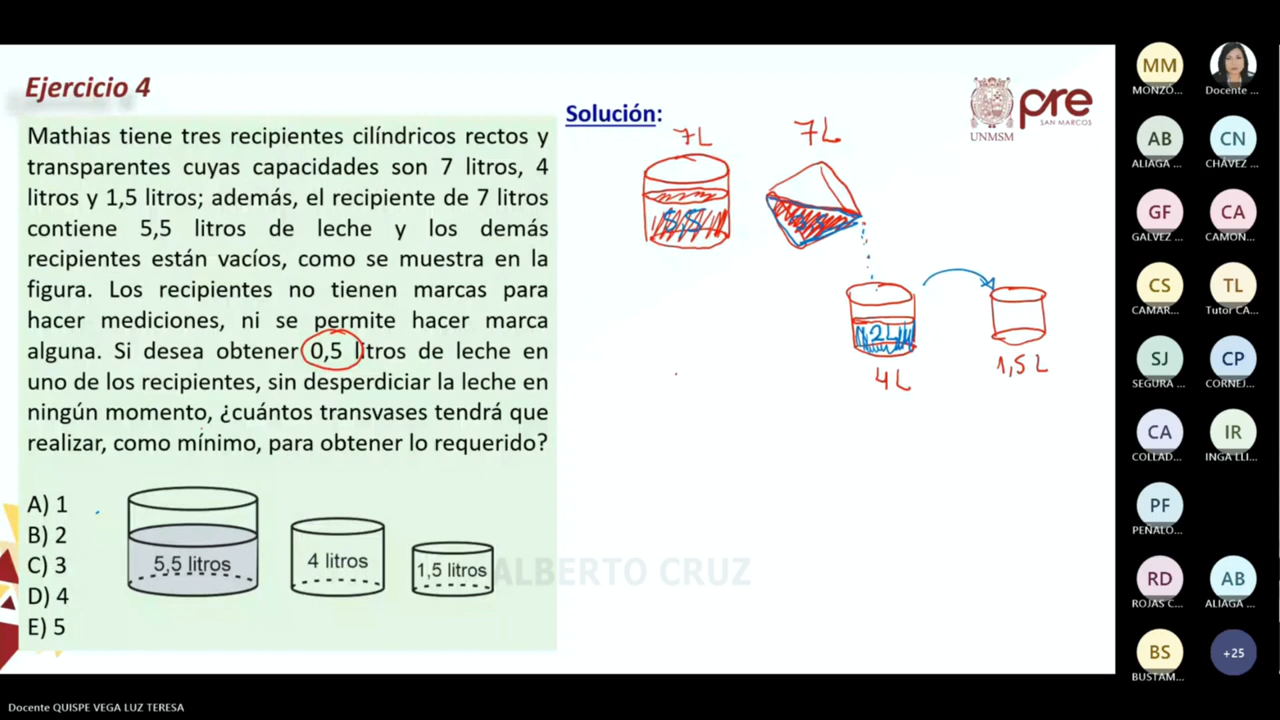 Ejercicio 4
Mathias tiene tres recipientes cilíndricos rectos y
transparentes cuyas capacidades son 7 litros, 4
litros y 1,5 litros; además, el recipiente de 7 litros
contiene 5,5 litros de leche y los demás
recipientes están vacíos, como se muestra en la
figura. Los recipientes no tienen marcas para
hacer mediciones, ni se permite hacer marca
alguna. Si desea obtener 0,5 litros de leche en
uno de los recipientes, sin desperdiciar la leche en
ningún momento, ¿cuántos transvases tendrá que
realizar, como mínimo, para obtener lo requerido?
A) 1
B) 2
C) 3
D) 4
E) 5
5,5 litros
4 litros
1,5 litros
Solución:
7L
7L
5,5
2L
4L
1,5L
UNMSM
pre
SAN MARCOS
ALBERTO CRUZ
MM
MONZÓ...
Docente ...
AB
ALIAGA ...
CN
CHÁVEZ ...
GF
GALVEZ ...
CA
CAMON...
CS
CAMAR...
TL
Tutor CA...
SJ
SEGURA ...
CP
CORNEJ...
CA
COLLAD...
IR
INGA LLI...
PF
PEÑALO...
RD
ROJAS C...
AB
ALIAGA ...
BS
BUSTAM...
+25
Docente QUISPE VEGA LUZ TERESA